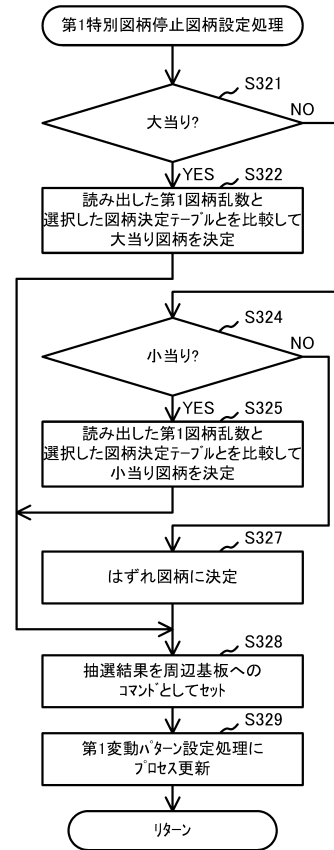 第1特別図柄停止図柄設定処理
S321
大当り?
NO
YES
S322
読み出した第1図柄乱数と
選択した図柄決定テーブルとを比較して
大当り図柄を決定
S324
小当り?
NO
YES
S325
読み出した第1図柄乱数と
選択した図柄決定テーブルとを比較して
小当り図柄を決定
S327
はずれ図柄に決定
S328
抽選結果を周辺基板への
コマンドとしてセット
S329
第1変動パターン設定処理に
プロセス更新
リターン